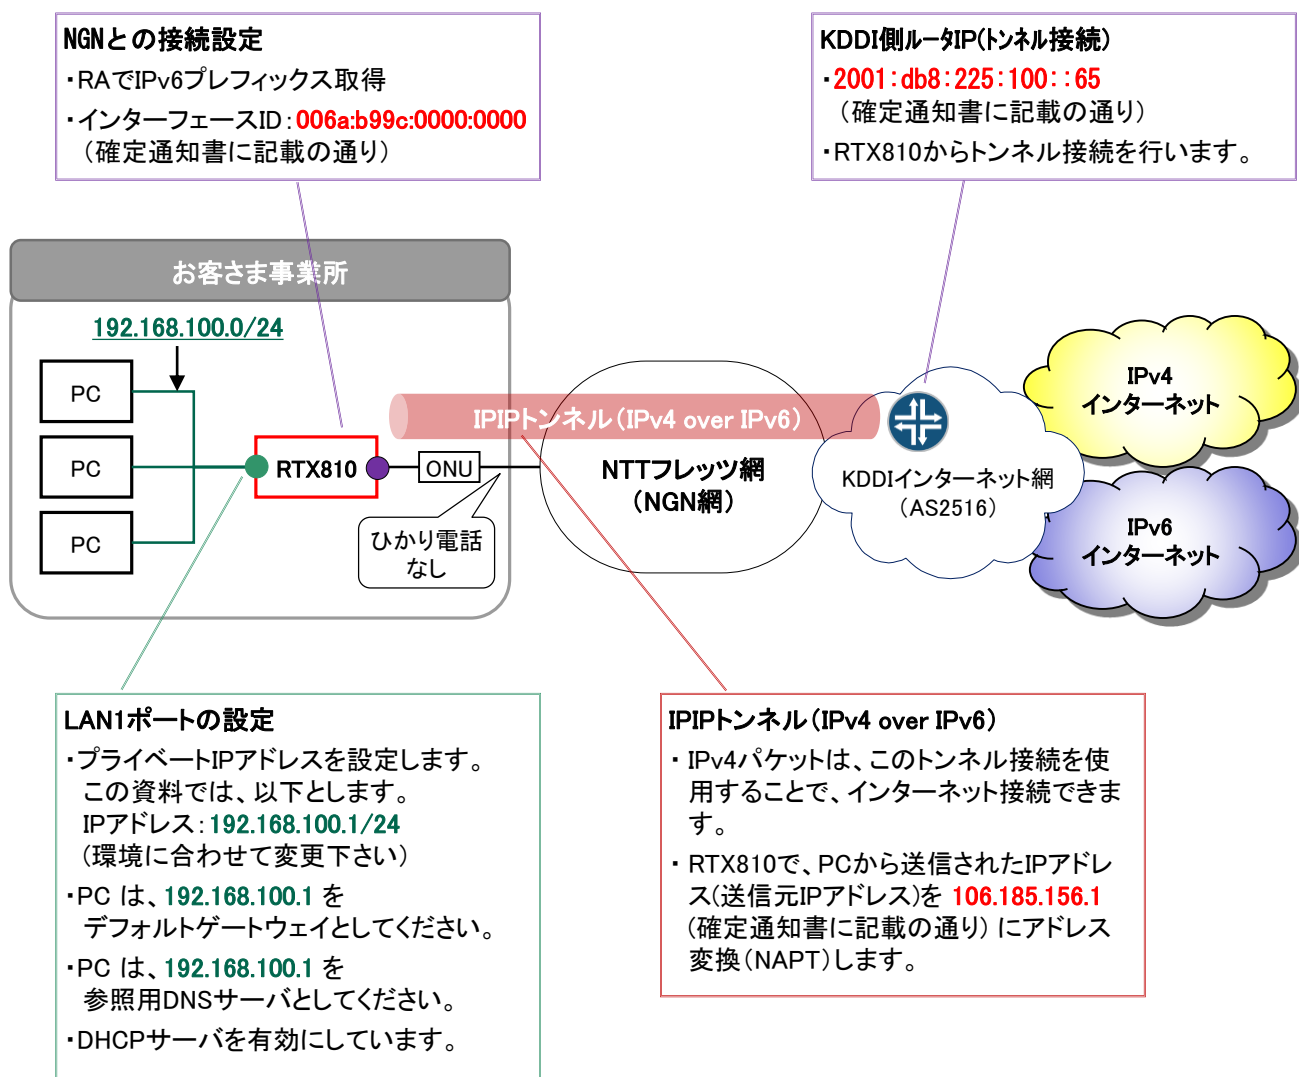 NGNとの接続設定
・RAでIPv6プレフィックス取得
・インターフェースID：006a:b99c:0000:0000
（確定通知書に記載の通り）
KDDI側ルータIP(トンネル接続)
・2001:db8:225:100::65
（確定通知書に記載の通り）
・RTX810からトンネル接続を行います。
お客さま事業所
192.168.100.0/24
PC
PC
PC
RTX810
ONU
ひかり電話
なし
IPIPトンネル（IPv4 over IPv6）
NTTフレッツ網
（NGN網）
KDDIインターネット網
（AS2516）
IPv4
インターネット
IPv6
インターネット
LAN1ポートの設定
・プライベートIPアドレスを設定します。
この資料では、以下とします。
IPアドレス：192.168.100.1/24
（環境に合わせて変更下さい）
・PC は、192.168.100.1 を
デフォルトゲートウェイとしてください。
・PC は、192.168.100.1 を
参照用DNSサーバとしてください。
・DHCPサーバを有効にしています。
IPIPトンネル（IPv4 over IPv6）
・IPv4パケットは、このトンネル接続を使
用することで、インターネット接続できま
す。
・RTX810で、PCから送信されたIPアドレ
ス(送信元IPアドレス)を 106.185.156.1
(確定通知書に記載の通り) にアドレス
変換（NAPT）します。